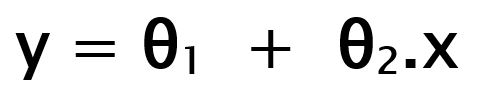 y = θ₁ + θ₂.x